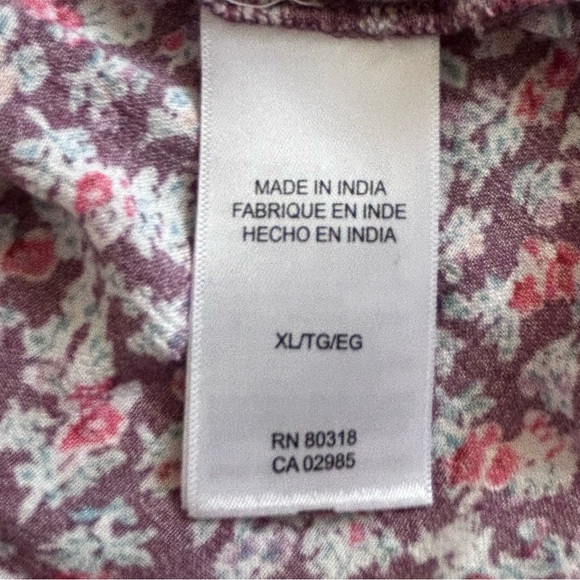 MADE IN INDIA
FABRIQUE EN INDE
HECHO EN INDIA
XL/TG/EG
RN 80318
CA 02985